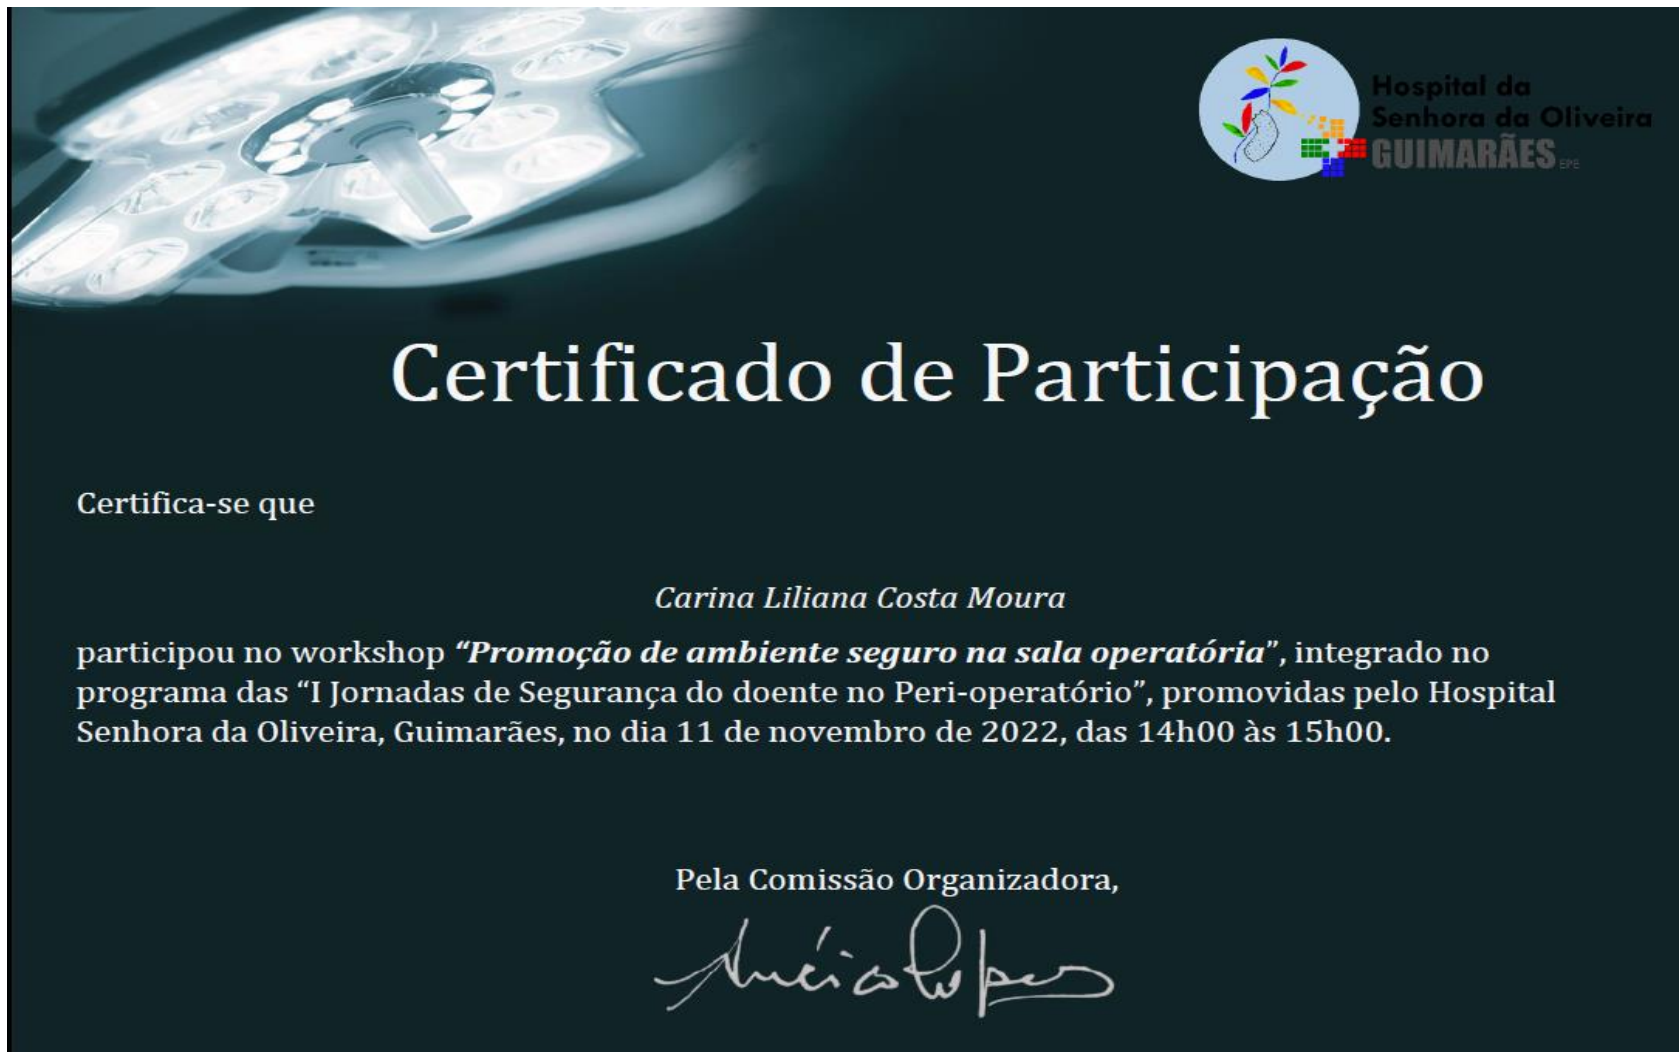 Hospital da
Senhora da Oliveira
GUIMARÃES EPE
Certificado de Participação
Certifica-se que
Carina Liliana Costa Moura
participou no workshop “Promoção de ambiente seguro na sala operatória”, integrado no
programa das “I Jornadas de Segurança do doente no Peri-operatório”, promovidas pelo Hospital
Senhora da Oliveira, Guimarães, no dia 11 de novembro de 2022, das 14h00 às 15h00.
Pela Comissão Organizadora,